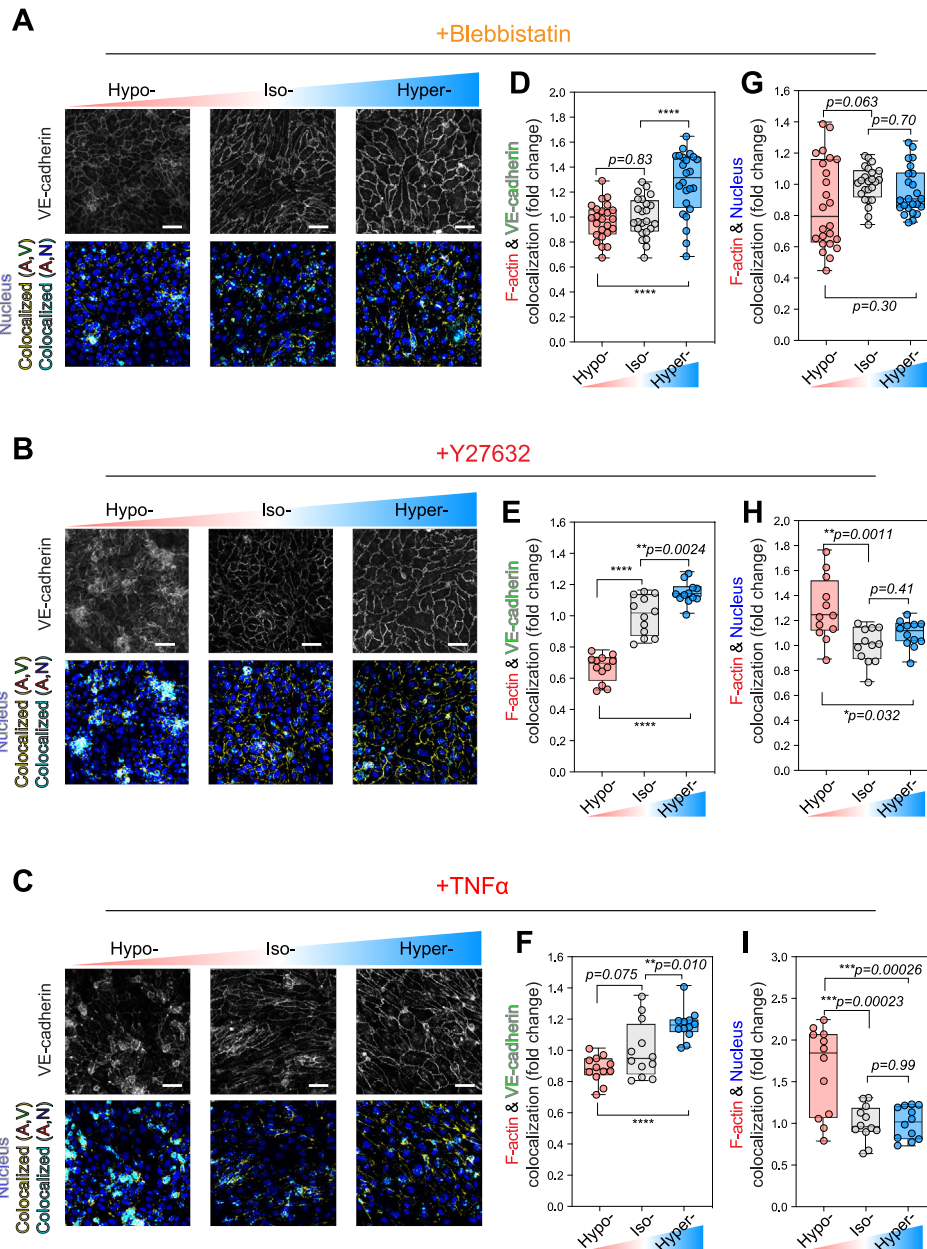 A
+Blebbistatin
Hypo-
Iso-
Hyper-
VE-cadherin
Nucleus
Colocalized (A,V)
Colocalized (A,N)
D
F-actin & VE-cadherin
colocalization (fold change)
2.0
1.8
1.6
1.4
1.2
1.0
0.8
0.6
0.4
0.2
0.0
****
p=0.83
****
Hypo-
Iso-
Hyper-
G
F-actin & Nucleus
colocalization (fold change)
1.6
1.4
1.2
1.0
0.8
0.6
0.4
0.2
0.0
p=0.063
p=0.70
p=0.30
Hypo-
Iso-
Hyper-
B
+Y27632
Hypo-
Iso-
Hyper-
VE-cadherin
Nucleus
Colocalized (A,V)
Colocalized (A,N)
E
F-actin & VE-cadherin
colocalization (fold change)
1.6
1.4
1.2
1.0
0.8
0.6
0.4
0.2
0.0
**p=0.0024
****
****
Hypo-
Iso-
Hyper-
H
F-actin & Nucleus
colocalization (fold change)
2.0
1.8
1.6
1.4
1.2
1.0
0.8
0.6
0.4
0.2
0.0
**p=0.0011
p=0.41
*p=0.032
Hypo-
Iso-
Hyper-
C
+TNFα
Hypo-
Iso-
Hyper-
VE-cadherin
Nucleus
Colocalized (A,V)
Colocalized (A,N)
F
F-actin & VE-cadherin
colocalization (fold change)
1.8
1.6
1.4
1.2
1.0
0.8
0.6
0.4
0.2
0.0
p=0.075
**p=0.010
****
Hypo-
Iso-
Hyper-
I
F-actin & Nucleus
colocalization (fold change)
3.0
2.5
2.0
1.5
1.0
0.5
0.0
***p=0.00026
***p=0.00023
p=0.99
Hypo-
Iso-
Hyper-